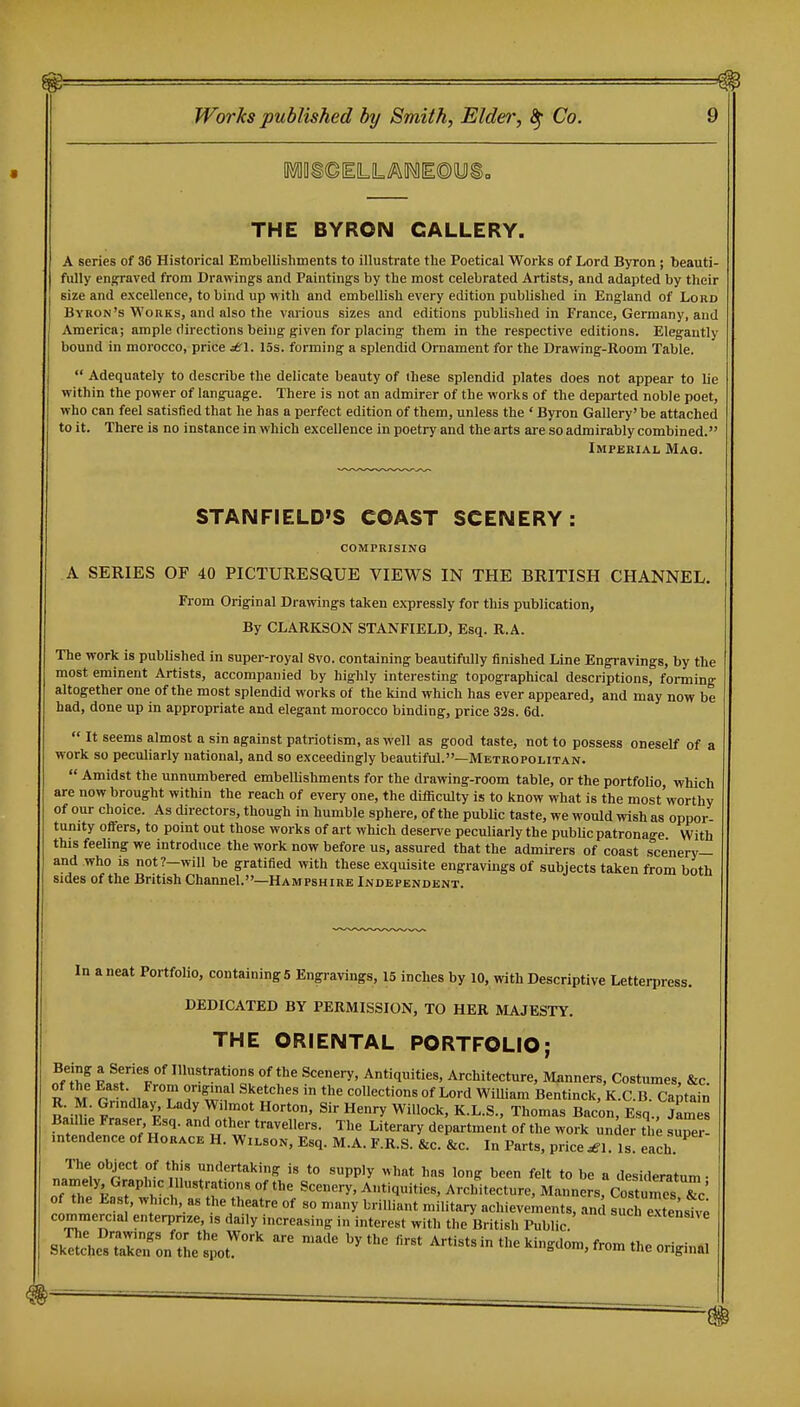 Works published by Smith, Elder, & Co. 9
MISCELLANEOUS.
THE BYRON GALLERY.
A series of 36 Historical Embellishments to illustrate the Poetical Works of Lord Byron ; beauti-
fully engraved from Drawings and Paintings by the most celebrated Artists, and adapted by their
size and excellence, to bind up with and embellish every edition published in England of Lord
Byron's Works, and also the various sizes and editions published in France, Germany, and
America; ample directions being given for placing them in the respective editions. Elegantly
bound in morocco, price £1. 15s. forming a splendid Ornament for the Drawing-Room Table.
“ Adequately to describe the delicate beauty of these splendid plates does not appear to lie
within the power of language. There is not an admirer of the works of the departed noble poet,
who can feel satisfied that he has a perfect edition of them, unless the ‘ Byron Gallery’ be attached
to it. There is no instance in which excellence in poetry and the arts are so admirably combined.”
Imperial Mag.
STANFIELD'S COAST SCENERY :
COMPRISING
A SERIES OF 40 PICTURESQUE VIEWS IN THE BRITISH CHANNEL.
From Original Drawings taken expressly for this publication,
By CLARKSON STANFIELD, Esq. R.A.
The work is published in super-royal 8vo. containing beautifully finished Line Engravings, by the
most eminent Artists, accompanied by highly interesting topographical descriptions, forming
altogether one of the most splendid works of the kind which has ever appeared, and may now be
had, done up in appropriate and elegant morocco binding, price 32s. 6d.
“ It seems almost a sin against patriotism, as well as good taste, not to possess oneself of a
work so peculiarly national, and so exceedingly beautiful.”—Metropolitan.
“ Amidst the unnumbered embellishments for the drawing-room table, or the portfolio, which
are now brought within the reach of every one, the difficulty is to know what is the most worthy
of our choice. As directors, though in humble sphere, of the public taste, we would wish as oppor-
tunity offers, to point out those works of art which deserve peculiarly the public patronage. With
this feeling we introduce the work now before us, assured that the admirers of coast scenery—
and who is not?—will be gratified with these exquisite engravings of subjects taken from both
sides of the British Channel.”—Hampshire Independent.
In a neat Portfolio, containing 5 Engravings, 15 inches by 10, with Descriptive Letterpress.
DEDICATED BY PERMISSION, TO HER MAJESTY.
THE ORIENTAL PORTFOLIO;
Being a Series of Illustrations of the Scenery, Antiquities, Architecture, Manners, Costumes, &c.
of the East. From original Sketches in the collections of Lord William Bentinck, K.C.B. Captain
R. M. Grindlay, Lady Wilmot Horton, Sir Henry Willock, K.L.S., Thomas Bacon, Esq., James
Baillie Fraser, Esq. and other travellers. The Literary department of the work under the super-
intendence of Horace H. Wilson, Esq. M.A. F.R.S. &c. &c. In Parts, price £1. 1s. each.
The object of this undertaking is to supply what has long been felt to be a desideratum;
namely, Graphic Illustrations of the Scenery, Antiquities, Architecture, Manners, Costumes, &c.
of the East, which, as the theatre of so many brilliant military achievements, and such extensive
commercial enterprize, is daily increasing in interest with the British Public.
The Drawings for the Work are made by the first Artists in the kingdom, from the original
Sketches taken on the spot.